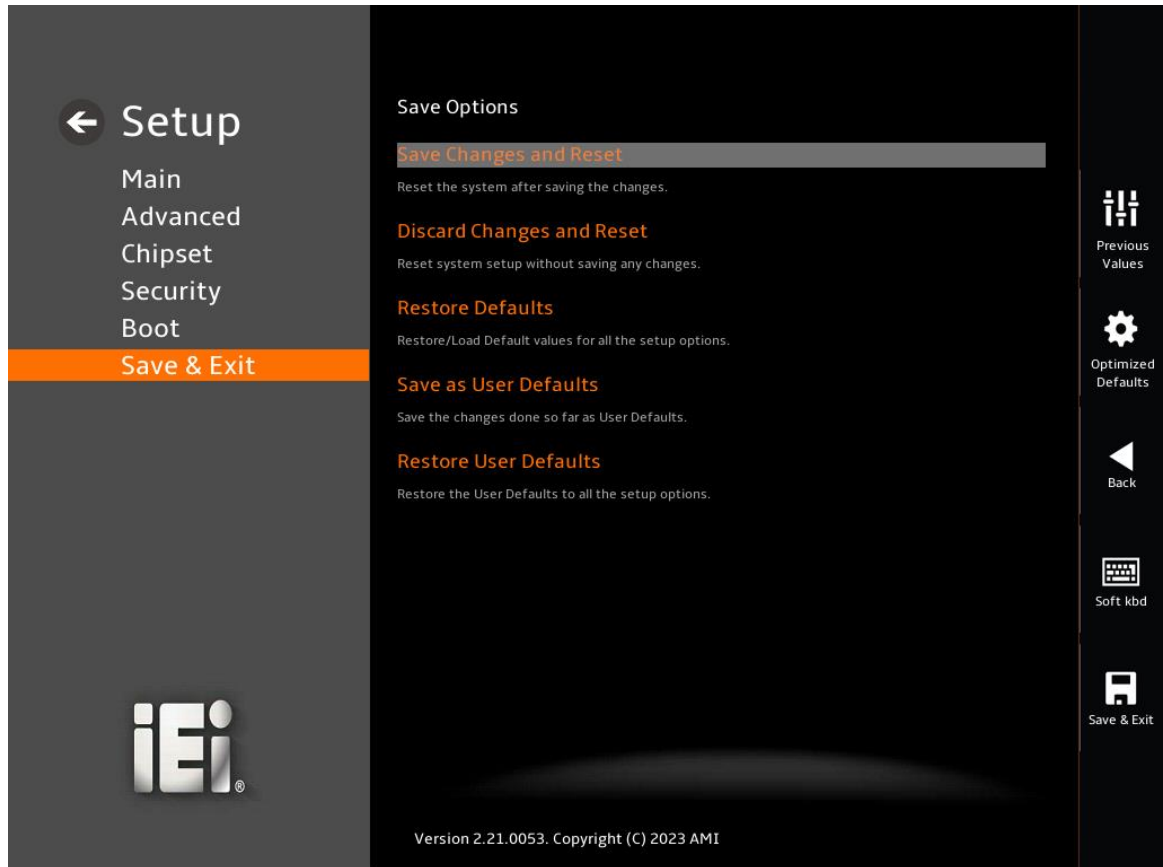 Setup
Main
Advanced
Chipset
Security
Boot
Save & Exit
iEi®
Save Options
Save Changes and Reset
Reset the system after saving the changes.
Discard Changes and Reset
Reset system setup without saving any changes.
Restore Defaults
Restore/Load Default values for all the setup options.
Save as User Defaults
Save the changes done so far as User Defaults.
Restore User Defaults
Restore the User Defaults to all the setup options.
Version 2.21.0053. Copyright (C) 2023 AMI
Previous
Values
Optimized
Defaults
Back
Soft kbd
Save & Exit